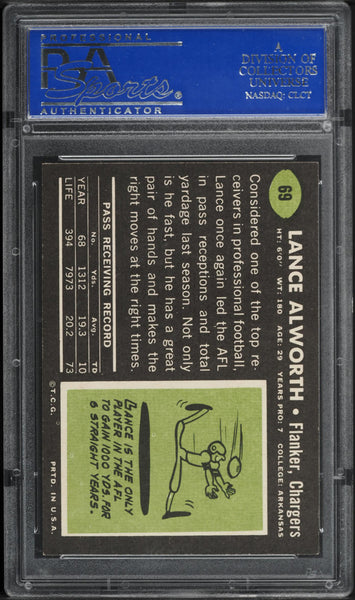 PROFESSIONAL
PSA
Sports
®
AUTHENTICATOR
A
DIVISION OF
COLLECTORS
UNIVERSE
NASDAQ: CLCT
69
LANCE ALWORTH • Flanker, Chargers
HT: 6'0" WT: 180 AGE: 29 YEARS PRO: 7 COLLEGE: ARKANSAS
Considered one of the top re-
ceivers in professional football,
Lance once again led the AFL
in pass receptions and total
yardage last season. Not only
is he fast, but he has a great
pair of hands and makes the
right moves at the right times.
PASS RECEIVING RECORD
YEAR No. Yds. Avg. TD
YEAR 68 1312 19.3 10
LIFE 394 7973 20.2 73
LANCE IS THE ONLY
PLAYER IN THE AFL
TO GAIN 1000 YDS. FOR
6 STRAIGHT YEARS.
© T.C.G. PRTD. IN U.S.A.